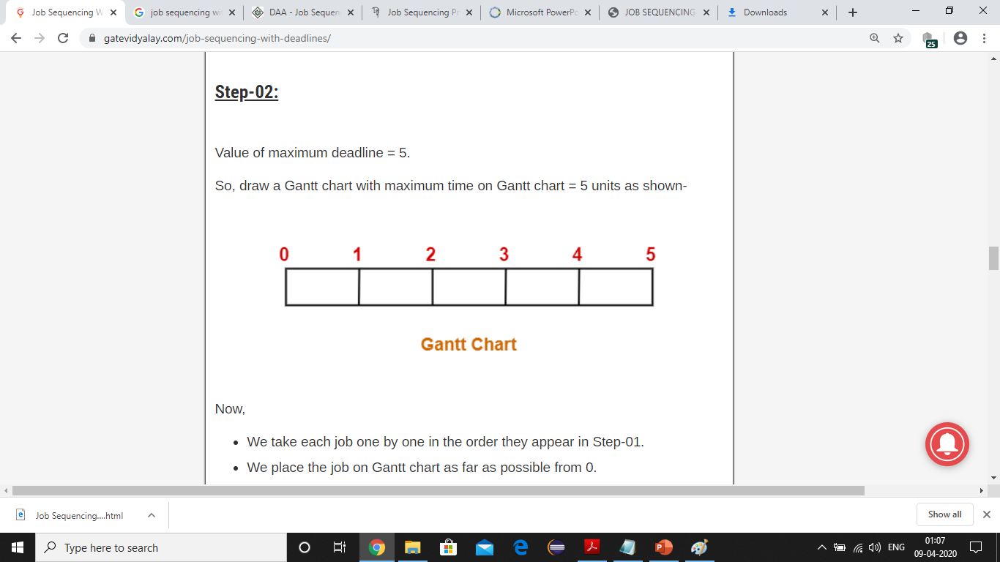 Job Sequencing W
job sequencing wi
DAA - Job Sequen
Job Sequencing Pr
Microsoft PowerPo
JOB SEQUENCING
Downloads
gatevidyalay.com/job-sequencing-with-deadlines/
25
Step-02:
Value of maximum deadline = 5.
So, draw a Gantt chart with maximum time on Gantt chart = 5 units as shown-
0 1 2 3 4 5
Gantt Chart
Now,
• We take each job one by one in the order they appear in Step-01.
• We place the job on Gantt chart as far as possible from 0.
Job Sequencing....html
Show all
Type here to search
ENG
01:07
09-04-2020